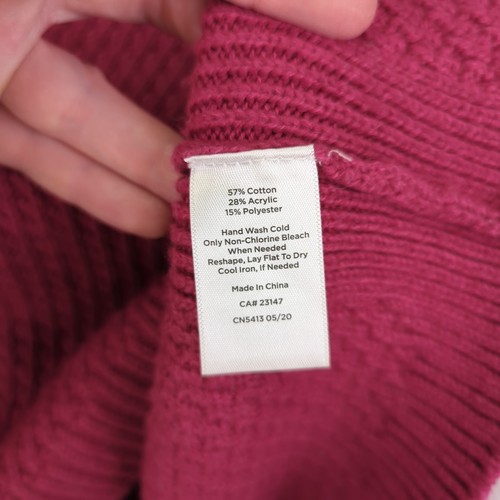 57% Cotton
28% Acrylic
15% Polyester
Hand Wash Cold
Only Non-Chlorine Bleach
When Needed
Reshape, Lay Flat To Dry
Cool Iron, If Needed
Made In China
CA# 23147
CN5413 05/20